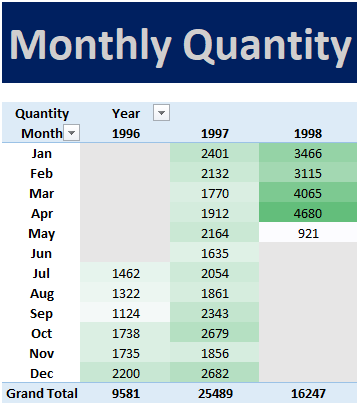 Monthly Quantity
Quantity Year
Month 1996 1997 1998
Jan 2401 3466
Feb 2132 3115
Mar 1770 4065
Apr 1912 4680
May 2164 921
Jun 1635
Jul 1462 2054
Aug 1322 1861
Sep 1124 2343
Oct 1738 2679
Nov 1735 1856
Dec 2200 2682
Grand Total 9581 25489 16247